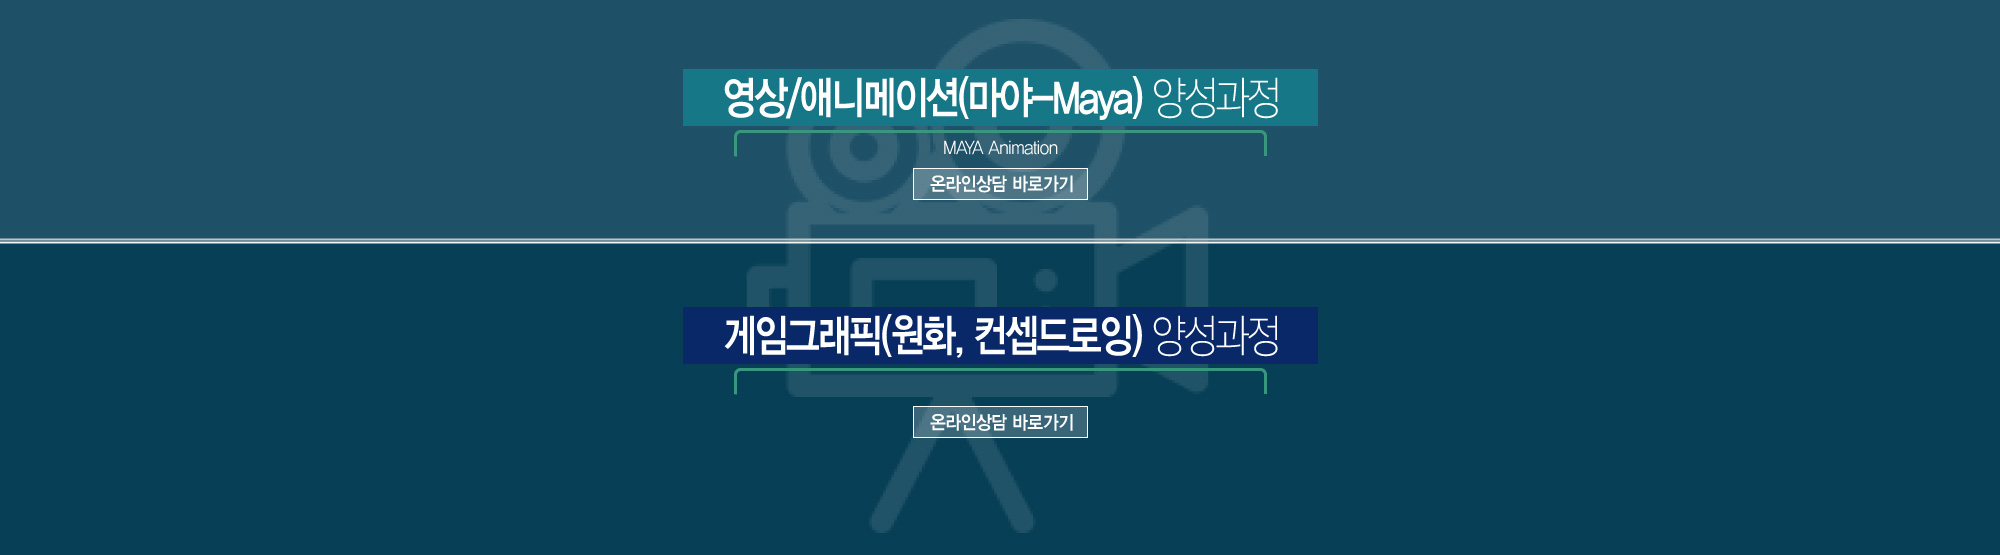 영상/애니메이션(마야-Maya) 양성과정
MAYA Animation
온라인상담 바로가기
게임그래픽(원화, 컨셉드로잉) 양성과정
온라인상담 바로가기